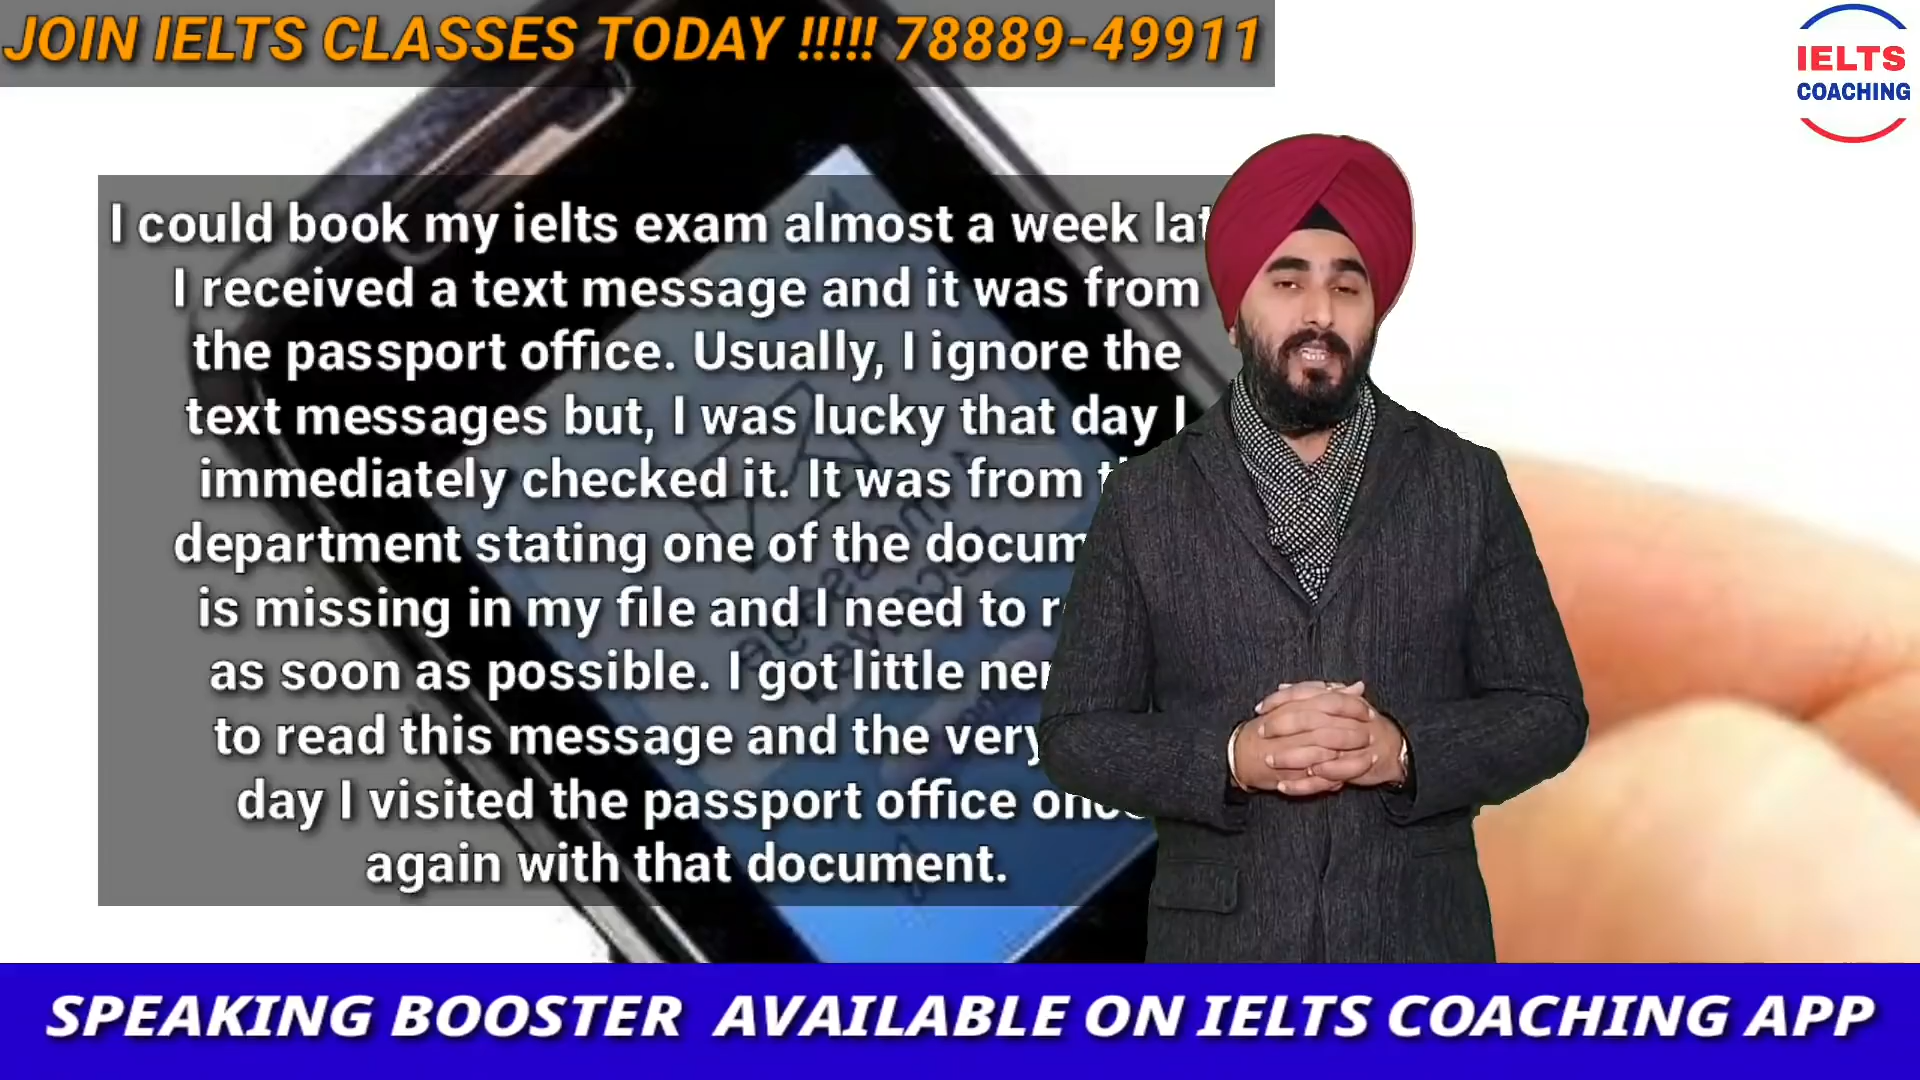 JOIN IELTS CLASSES TODAY !!!!! 78889-49911
IELTS
COACHING
I could book my ielts exam almost a week
I received a text message and it was from
the passport office. Usually, I ignore the
text messages but, I was lucky that day I
immediately checked it. It was from
department stating one of the
is missing in my file and I need to
as soon as possible. I got little
to read this message and the very
day I visited the passport office
again with that document.
SPEAKING BOOSTER AVAILABLE ON IELTS COACHING APP